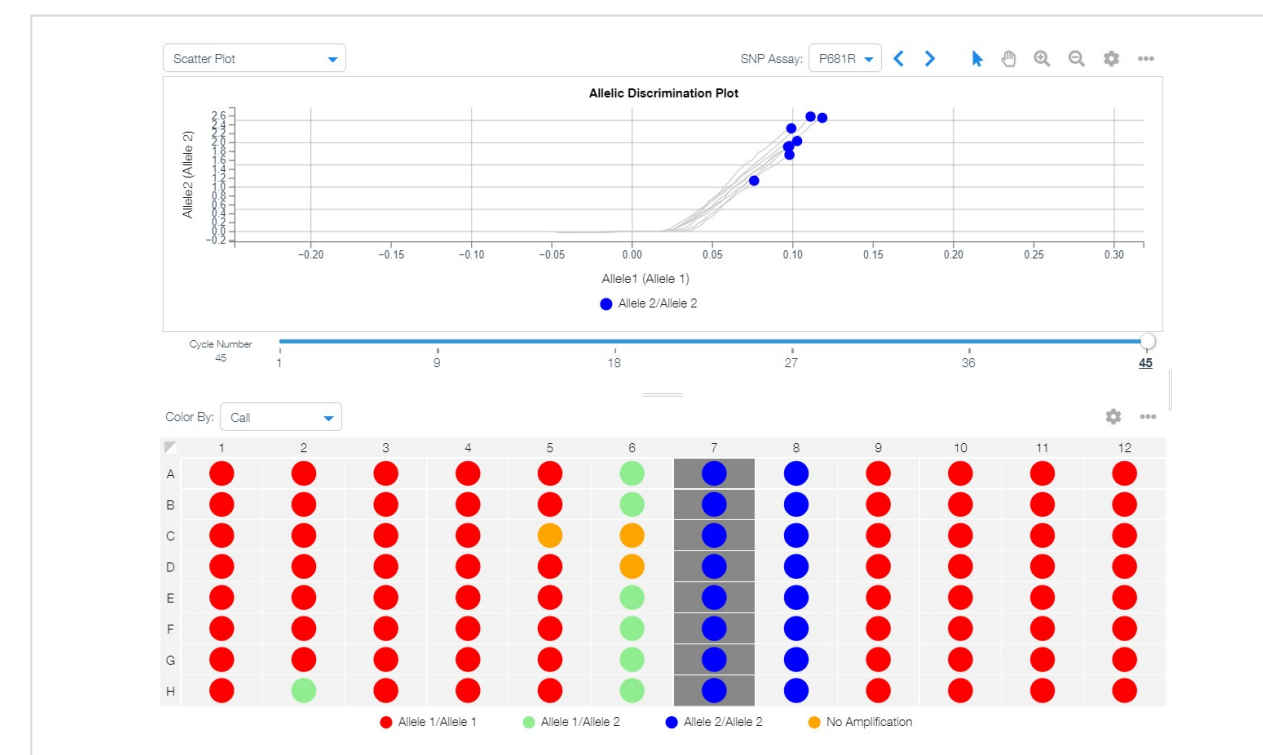 Scatter Plot
SNP Assay: P681R
Allelic Discrimination Plot
Allele2 (Allele 2)
2.6
2.4
2.2
2.0
1.8
1.6
1.4
1.2
1.0
0.8
0.6
0.4
0.2
0.0
−0.2
−0.20 −0.15 −0.10 −0.05 0.00 0.05 0.10 0.15 0.20 0.25 0.30
Allele1 (Allele 1)
Allele 2/Allele 2
Cycle Number
45
1 9 18 27 36 45
Color By: Call
1 2 3 4 5 6 7 8 9 10 11 12
A
B
C
D
E
F
G
H
Allele 1/Allele 1 Allele 1/Allele 2 Allele 2/Allele 2 No Amplification